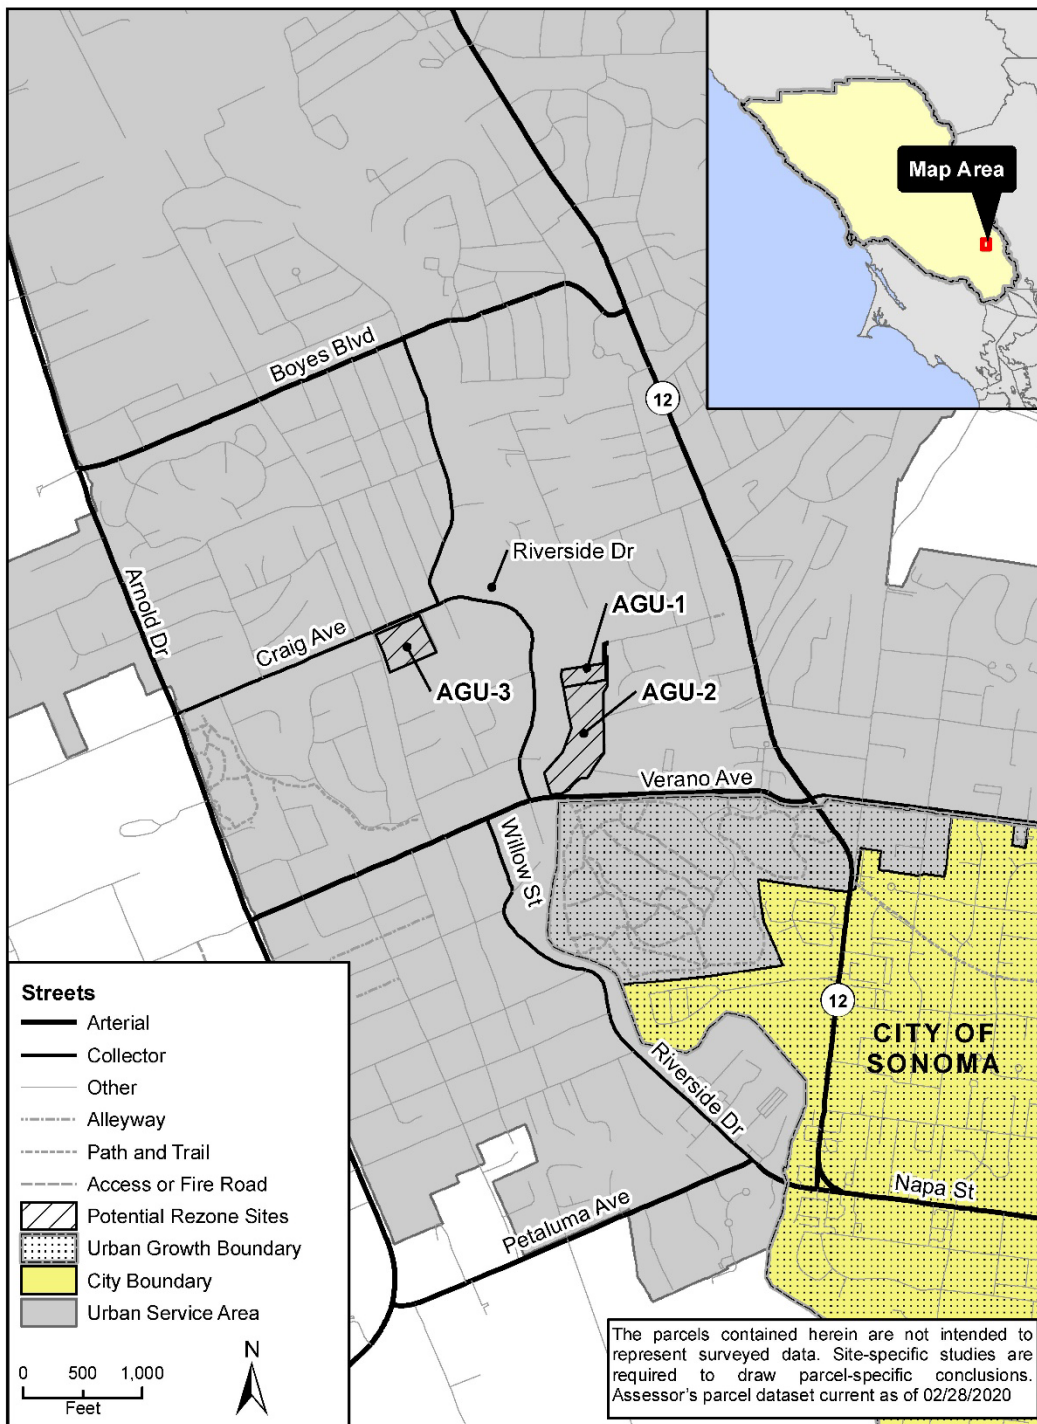 Map Area
Boyes Blvd
12
Riverside Dr
Arnold Dr
AGU-1
Craig Ave
AGU-3
AGU-2
Verano Ave
Willow St
12
CITY OF
SONOMA
Riverside Dr
Napa St
Petaluma Ave
Streets
Arterial
Collector
Other
Alleyway
Path and Trail
Access or Fire Road
Potential Rezone Sites
Urban Growth Boundary
City Boundary
Urban Service Area
N
0 500 1,000
Feet
The parcels contained herein are not intended to
represent surveyed data. Site-specific studies are
required to draw parcel-specific conclusions.
Assessor's parcel dataset current as of 02/28/2020